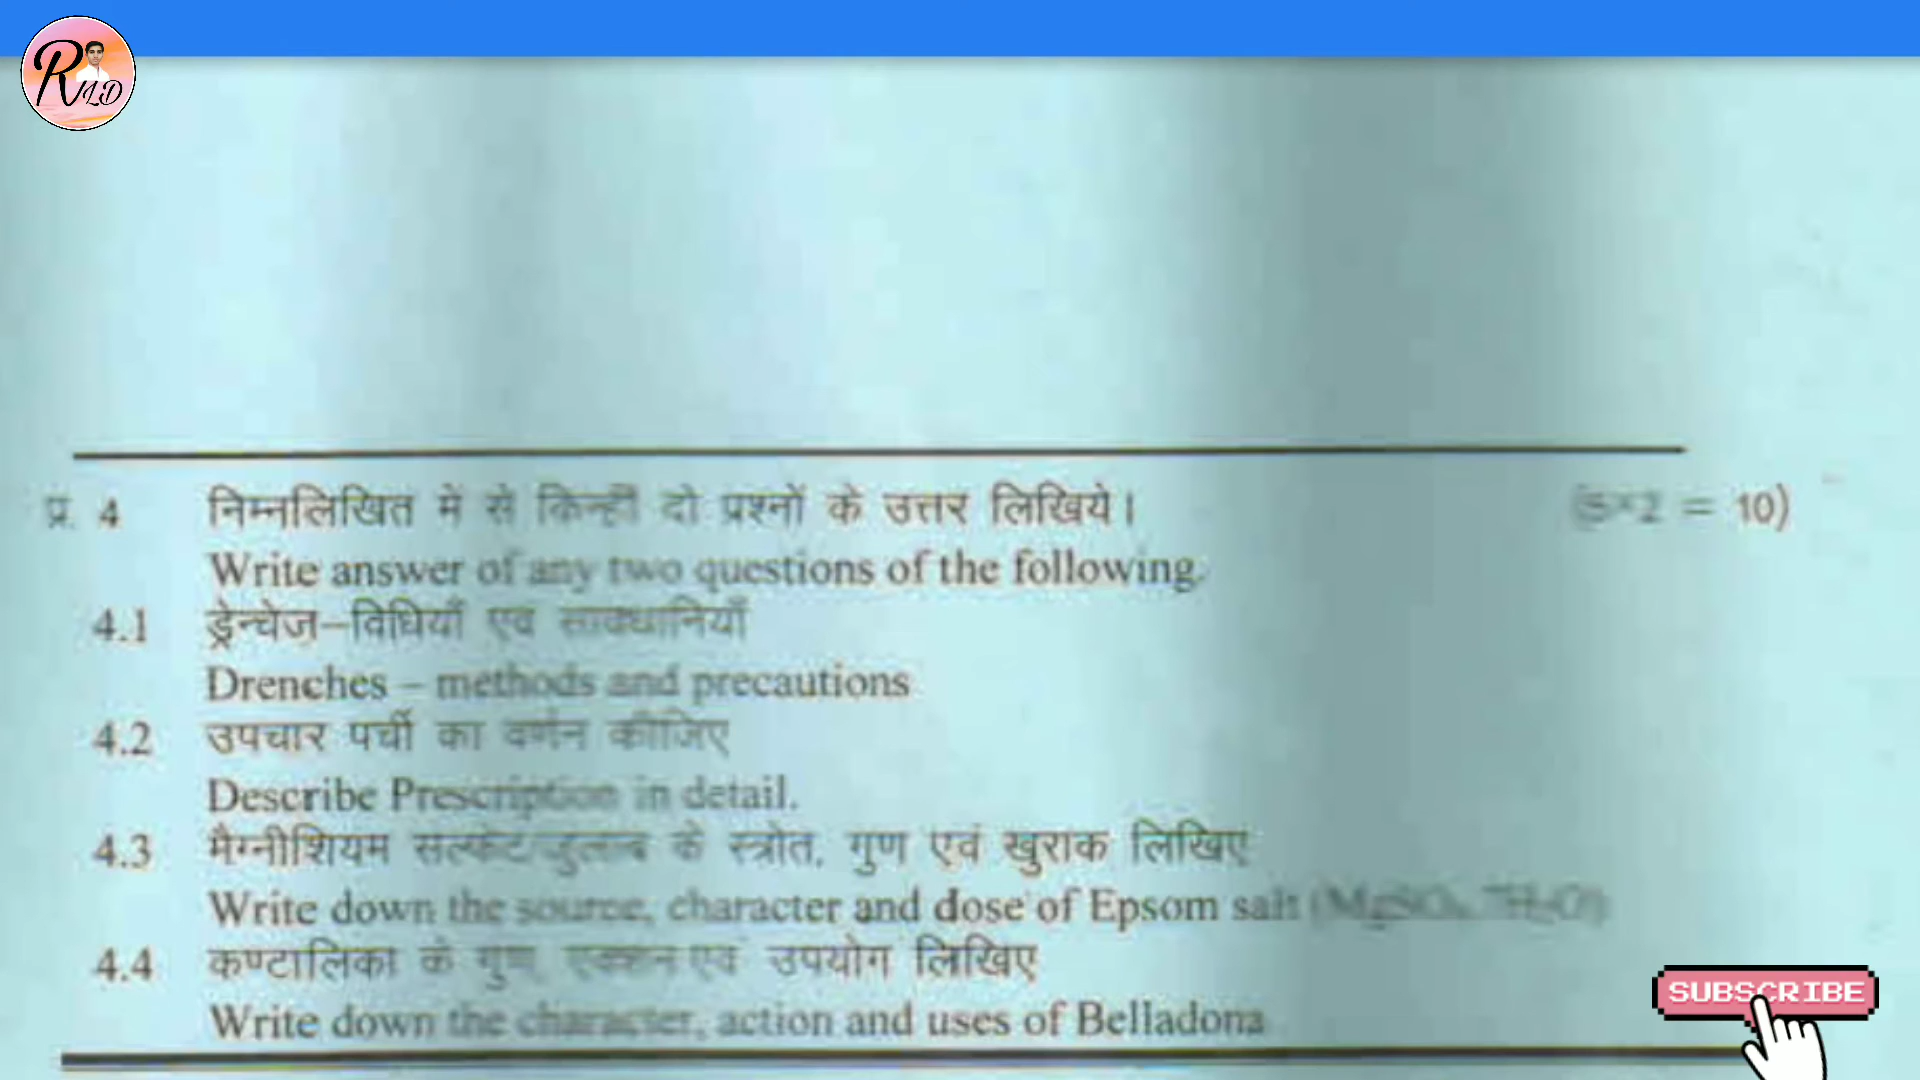 RLD
प्र. 4 निम्नलिखित में से किन्हीं दो प्रश्नों के उत्तर लिखिये। (5×2 = 10)
Write answer of any two questions of the following.
4.1 ड्रेन्चेज–विधियाँ एवं सावधानियाँ
Drenches – methods and precautions
4.2 उपचार पर्ची का वर्णन कीजिए
Describe Prescription in detail.
4.3 मैग्नीशियम सल्फेट के स्त्रोत, गुण एवं खुराक लिखिए
Write down the source, character and dose of Epsom salt (MgSO₄.7H₂O)
4.4 कण्टालिका के गुण, एक्शन एवं उपयोग लिखिए
Write down the character, action and uses of Belladona
SUBSCRIBE